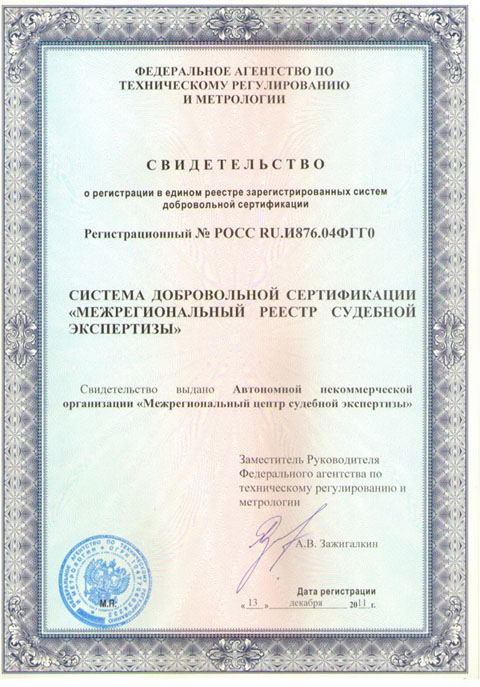 ФЕДЕРАЛЬНОЕ АГЕНТСТВО ПО
ТЕХНИЧЕСКОМУ РЕГУЛИРОВАНИЮ
И МЕТРОЛОГИИ
СВИДЕТЕЛЬСТВО
о регистрации в едином реестре зарегистрированных систем
добровольной сертификации
Регистрационный № РОСС RU.И876.04ФГГ0
СИСТЕМА ДОБРОВОЛЬНОЙ СЕРТИФИКАЦИИ
«МЕЖРЕГИОНАЛЬНЫЙ РЕЕСТР СУДЕБНОЙ
ЭКСПЕРТИЗЫ»
Свидетельство выдано Автономной некоммерческой
организации «Межрегиональный центр судебной экспертизы»
Заместитель Руководителя
Федерального агентства по
техническому регулированию и
метрологии
А.В. Зажигалкин
М.П.
Дата регистрации
« 13 » декабря 2011 г.